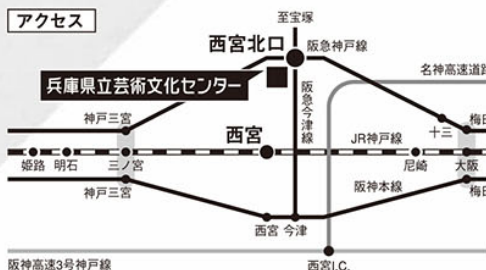 アクセス
至宝塚
西宮北口
阪急神戸線
兵庫県立芸術文化センター
阪急今津線
名神高速道路
神戸三宮
十三
梅田
西宮
JR神戸線
姫路
明石
三ノ宮
尼崎
大阪
神戸三宮
阪神本線
梅田
西宮
今津
阪神高速3号神戸線
西宮I.C.